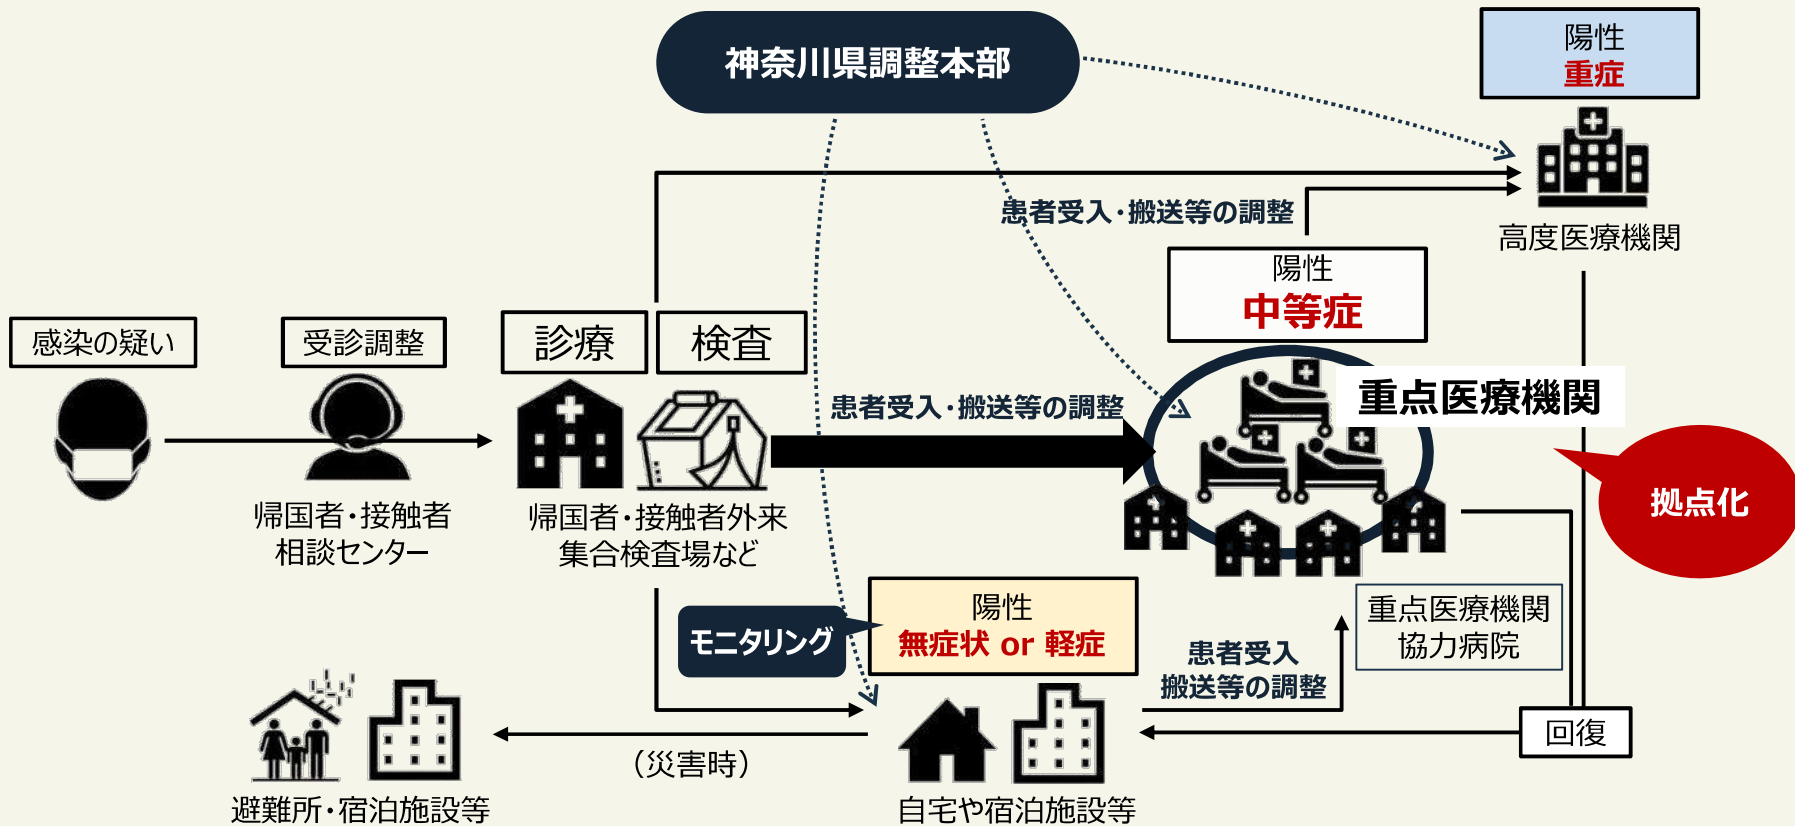 神奈川県調整本部
陽性
重症
高度医療機関
患者受入・搬送等の調整
陽性
中等症
感染の疑い
受診調整
診療
検査
重点医療機関
患者受入・搬送等の調整
拠点化
帰国者・接触者
相談センター
帰国者・接触者外来
集合検査場など
陽性
無症状 or 軽症
モニタリング
重点医療機関
協力病院
患者受入
搬送等の調整
回復
（災害時）
避難所・宿泊施設等
自宅や宿泊施設等